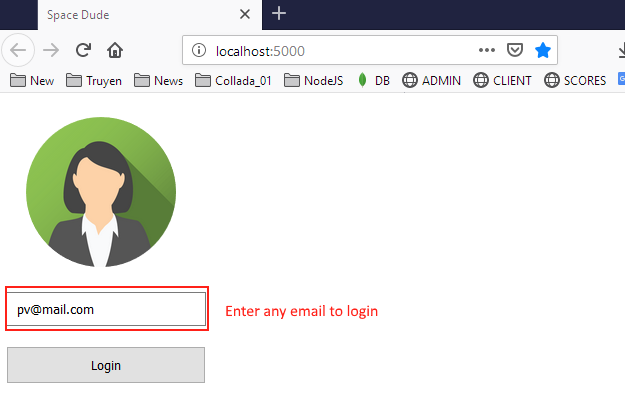 Space Dude
localhost:5000
New Truyen News Collada_01 NodeJS DB ADMIN CLIENT SCORES
pv@mail.com
Enter any email to login
Login